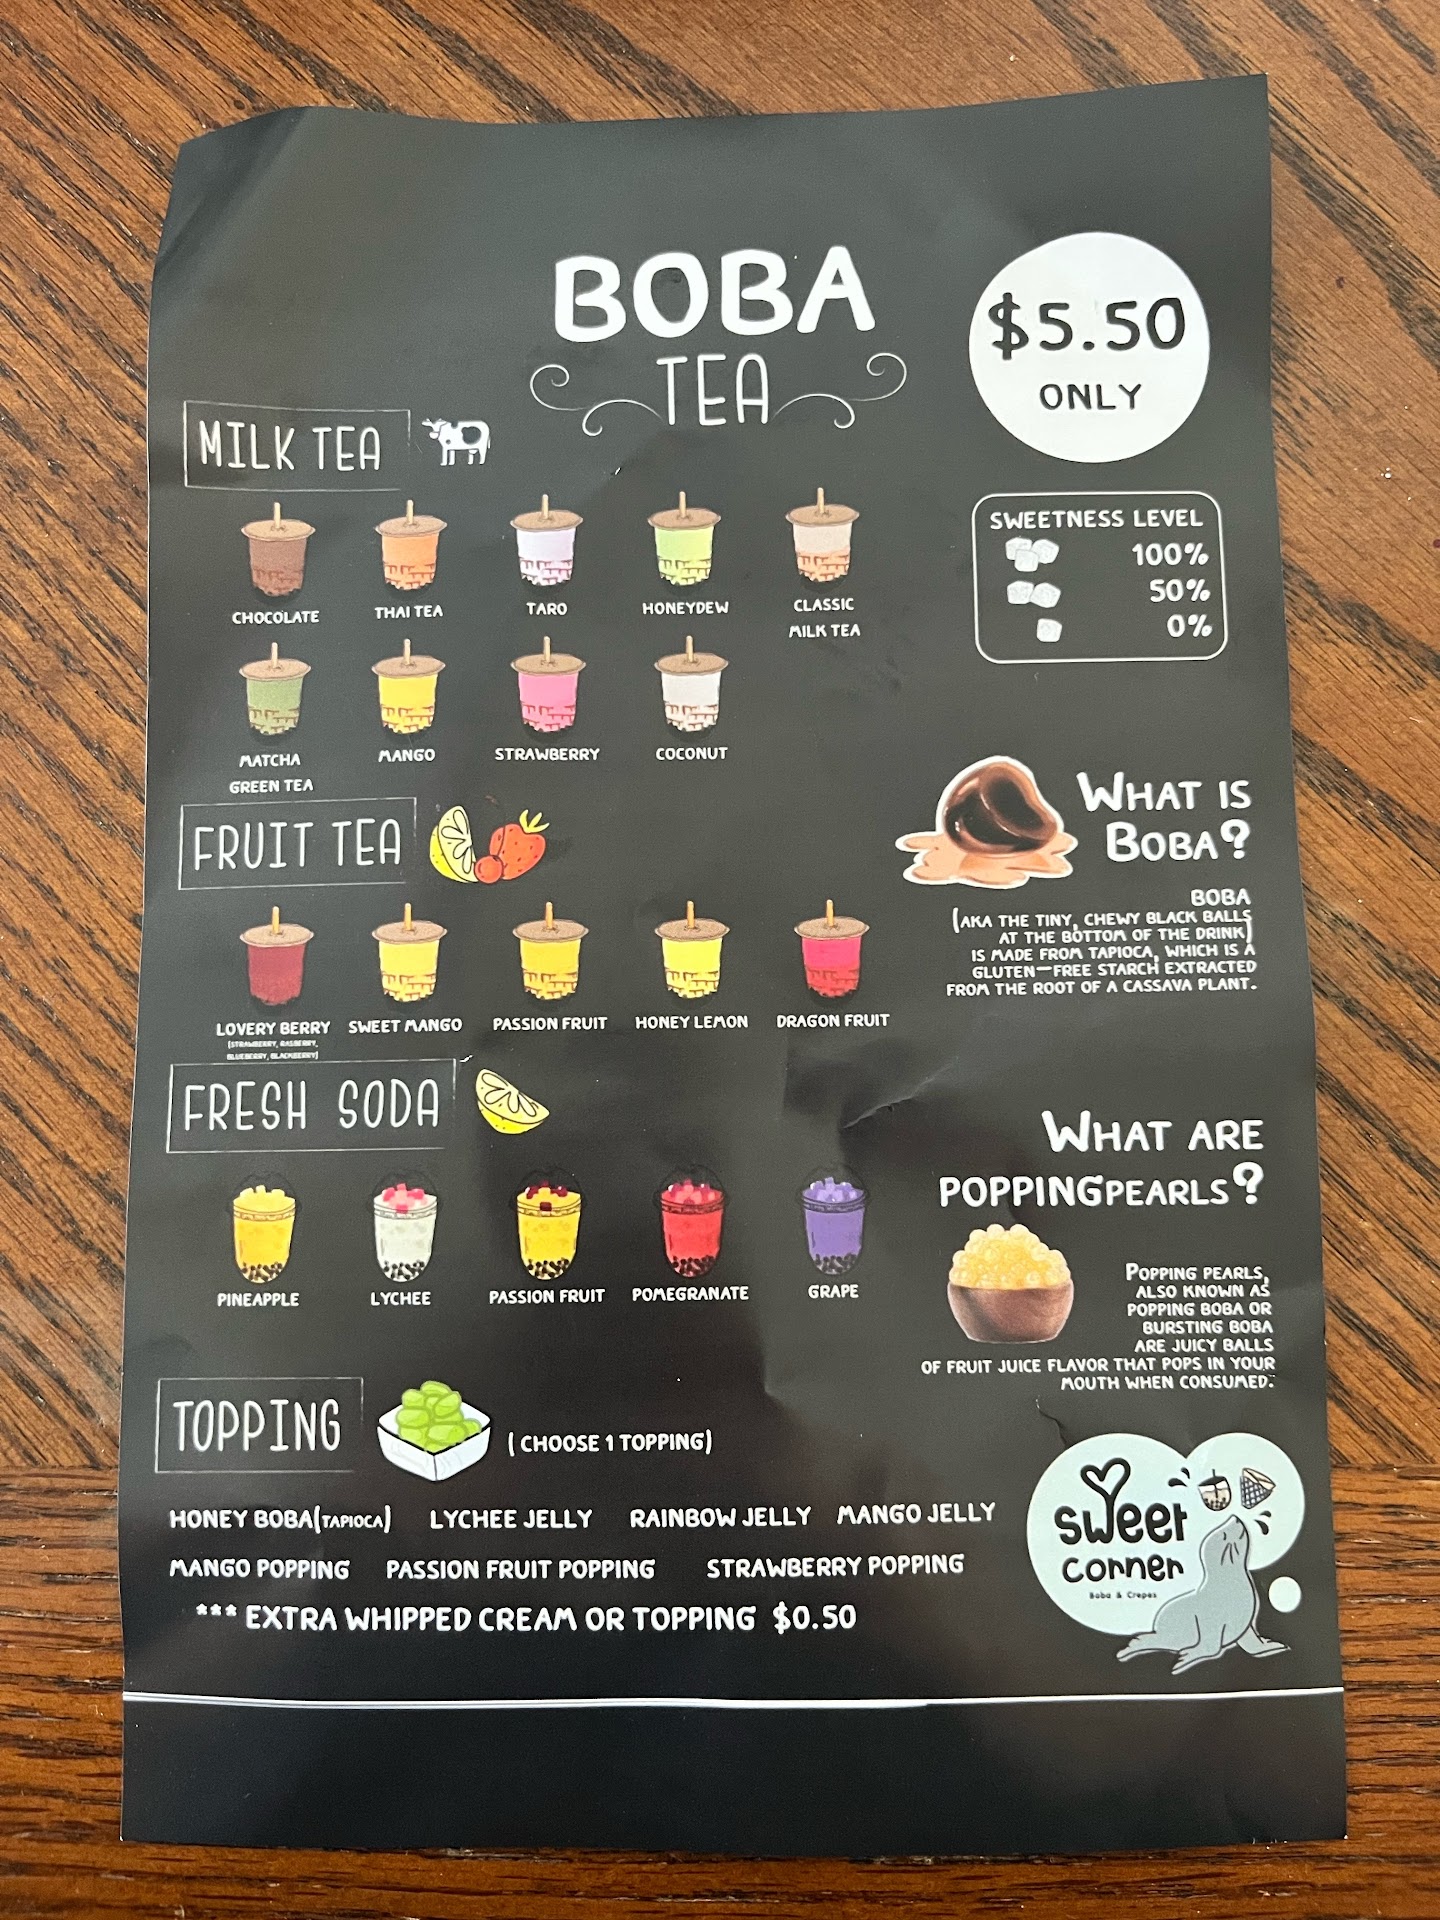 BOBA
TEA
$5.50
ONLY
MILK TEA
SWEETNESS LEVEL
100%
50%
0%
CHOCOLATE
THAI TEA
TARO
HONEYDEW
CLASSIC
MILK TEA
MATCHA
GREEN TEA
MANGO
STRAWBERRY
COCONUT
FRUIT TEA
LOVERY BERRY
(STRAWBERRY, RASBERRY,
BLUEBERRY, BLACKBERRY)
SWEET MANGO
PASSION FRUIT
HONEY LEMON
DRAGON FRUIT
WHAT IS
BOBA?
BOBA
(AKA THE TINY, CHEWY BLACK BALLS
AT THE BOTTOM OF THE DRINK)
IS MADE FROM TAPIOCA, WHICH IS A
GLUTEN-FREE STARCH EXTRACTED
FROM THE ROOT OF A CASSAVA PLANT.
FRESH SODA
PINEAPPLE
LYCHEE
PASSION FRUIT
POMEGRANATE
GRAPE
WHAT ARE
POPPINGPEARLS?
POPPING PEARLS,
ALSO KNOWN AS
POPPING BOBA OR
BURSTING BOBA
ARE JUICY BALLS
OF FRUIT JUICE FLAVOR THAT POPS IN YOUR
MOUTH WHEN CONSUMED.
TOPPING
(CHOOSE 1 TOPPING)
HONEY BOBA(TAPIOCA) LYCHEE JELLY RAINBOW JELLY MANGO JELLY
MANGO POPPING PASSION FRUIT POPPING STRAWBERRY POPPING
*** EXTRA WHIPPED CREAM OR TOPPING $0.50
sweet
corner
Boba & Crepes